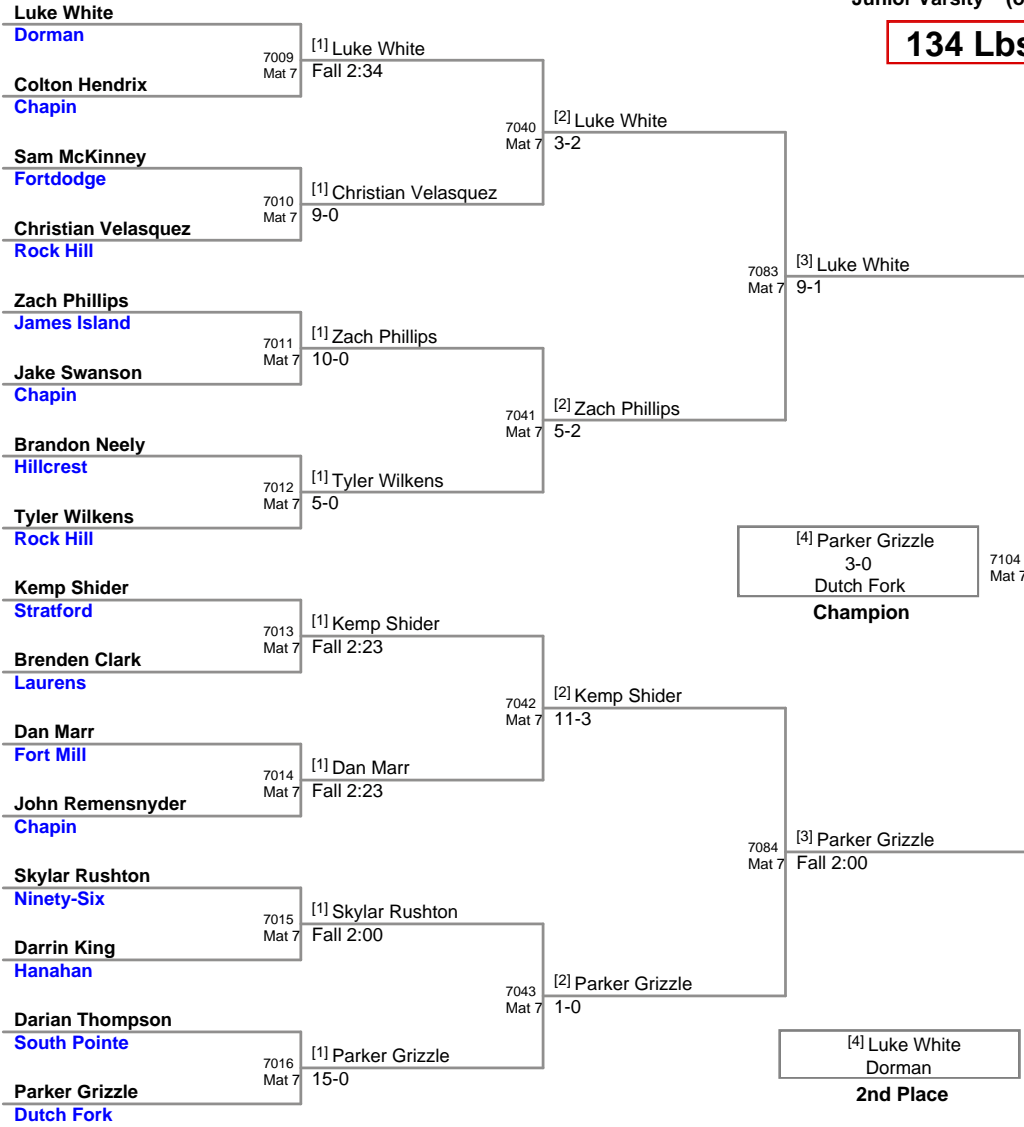 Junior Varsity
134 Lbs
Luke White
Dorman
7009
Mat 7
[1] Luke White
Fall 2:34
Colton Hendrix
Chapin
7040
Mat 7
[2] Luke White
3-2
Sam McKinney
Fortdodge
7010
Mat 7
[1] Christian Velasquez
9-0
Christian Velasquez
Rock Hill
7083
Mat 7
[3] Luke White
9-1
Zach Phillips
James Island
7011
Mat 7
[1] Zach Phillips
10-0
Jake Swanson
Chapin
7041
Mat 7
[2] Zach Phillips
5-2
Brandon Neely
Hillcrest
7012
Mat 7
[1] Tyler Wilkens
5-0
Tyler Wilkens
Rock Hill
[4] Parker Grizzle
3-0
Dutch Fork
Champion
7104
Mat 7
Kemp Shider
Stratford
7013
Mat 7
[1] Kemp Shider
Fall 2:23
Brenden Clark
Laurens
7042
Mat 7
[2] Kemp Shider
11-3
Dan Marr
Fort Mill
7014
Mat 7
[1] Dan Marr
Fall 2:23
John Remensnyder
Chapin
7084
Mat 7
[3] Parker Grizzle
Fall 2:00
Skylar Rushton
Ninety-Six
7015
Mat 7
[1] Skylar Rushton
Fall 2:00
Darrin King
Hanahan
7043
Mat 7
[2] Parker Grizzle
1-0
Darian Thompson
South Pointe
7016
Mat 7
[1] Parker Grizzle
15-0
Parker Grizzle
Dutch Fork
[4] Luke White
Dorman
2nd Place